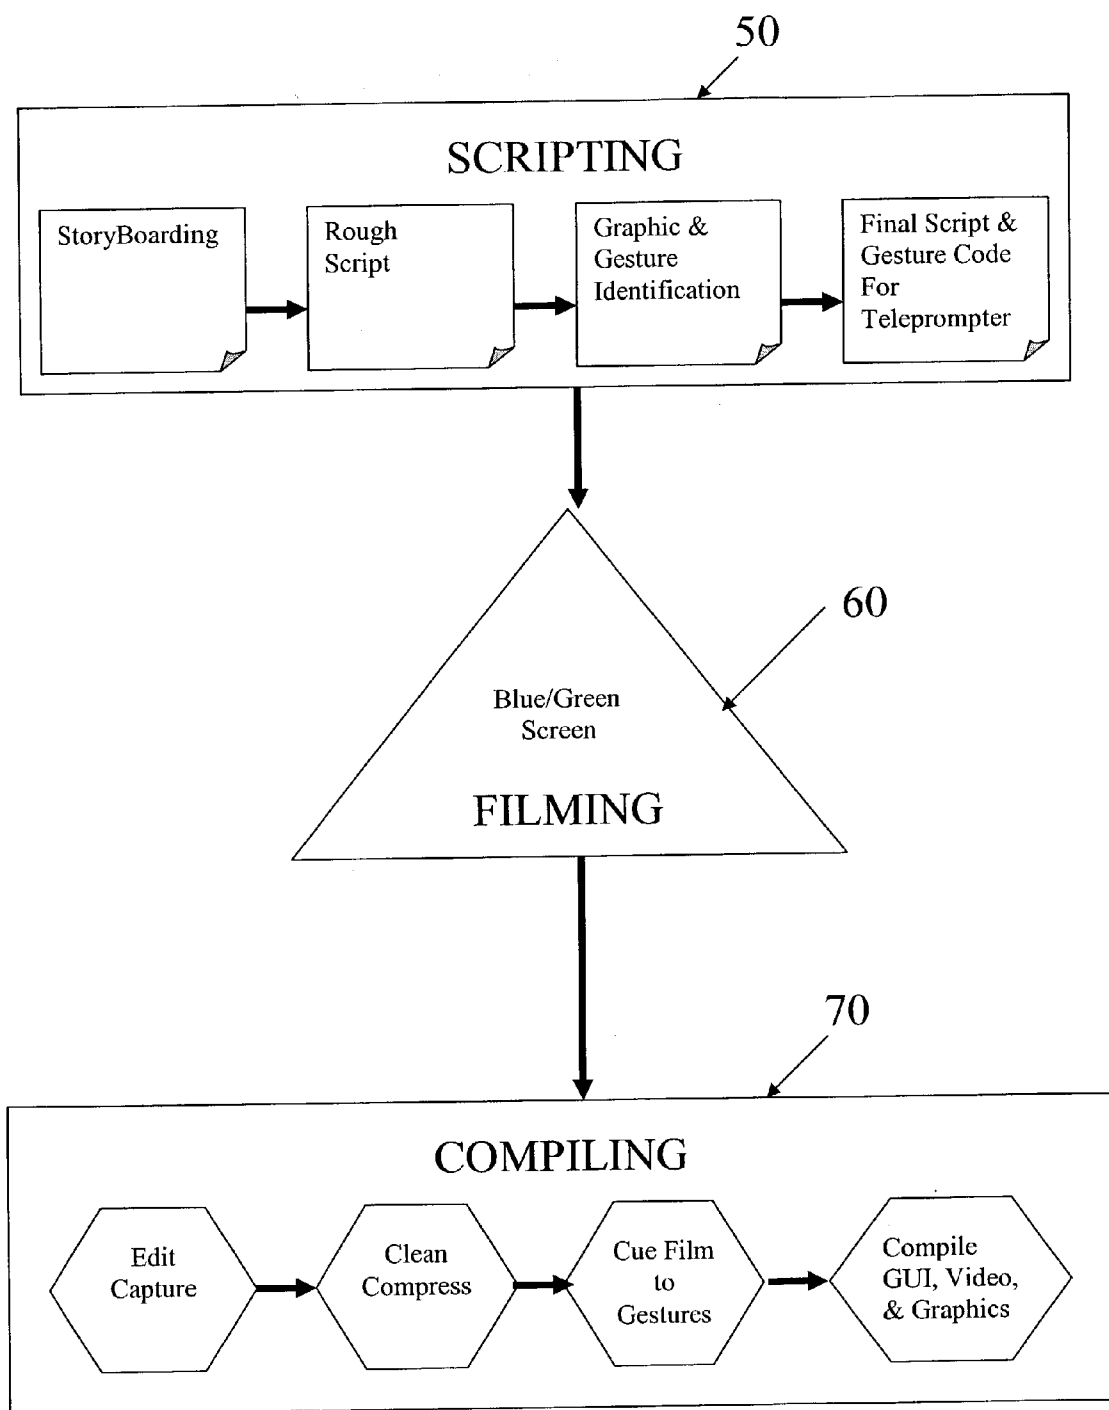 50
SCRIPTING
StoryBoarding
Rough
Script
Graphic &
Gesture
Identification
Final Script &
Gesture Code
For
Teleprompter
60
Blue/Green
Screen
FILMING
70
COMPILING
Edit
Capture
Clean
Compress
Cue Film
to
Gestures
Compile
GUI, Video,
& Graphics